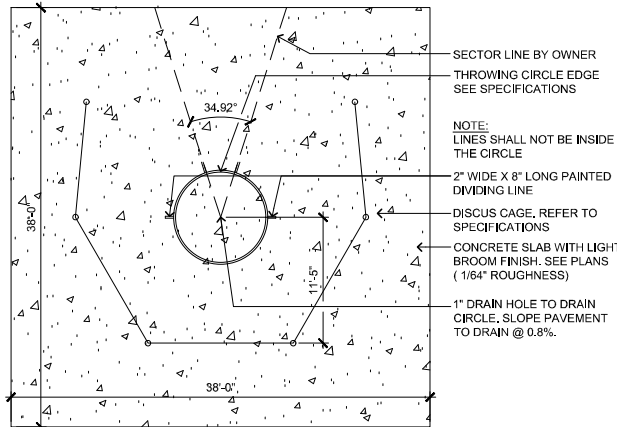 SECTOR LINE BY OWNER
THROWING CIRCLE EDGE
SEE SPECIFICATIONS
34.92°
NOTE:
LINES SHALL NOT BE INSIDE
THE CIRCLE
2" WIDE X 8" LONG PAINTED
DIVIDING LINE
DISCUS CAGE. REFER TO
SPECIFICATIONS
38'-0"
CONCRETE SLAB WITH LIGHT
BROOM FINISH. SEE PLANS
( 1/64" ROUGHNESS)
11'-5"
1" DRAIN HOLE TO DRAIN
CIRCLE. SLOPE PAVEMENT
TO DRAIN @ 0.8%.
38'-0"